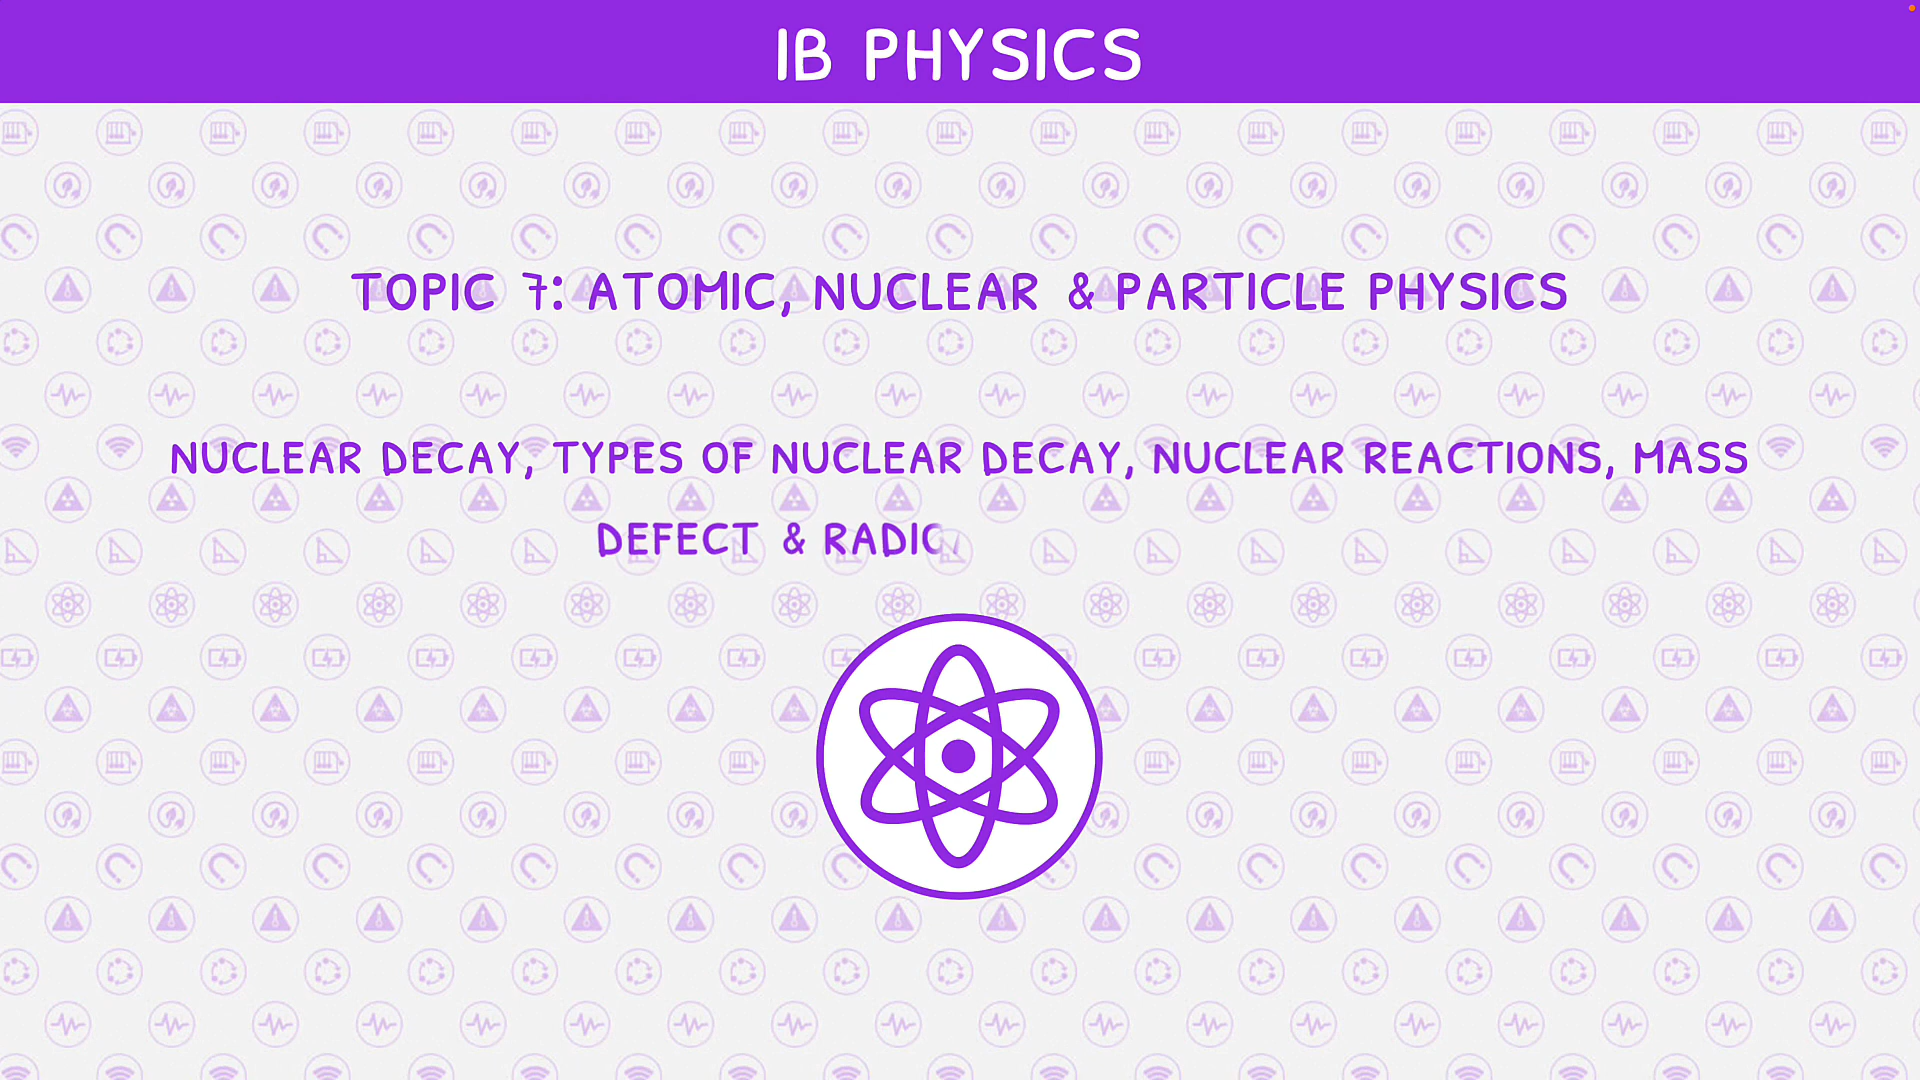 IB PHYSICS
TOPIC 7: ATOMIC, NUCLEAR & PARTICLE PHYSICS
NUCLEAR DECAY, TYPES OF NUCLEAR DECAY, NUCLEAR REACTIONS, MASS
DEFECT &